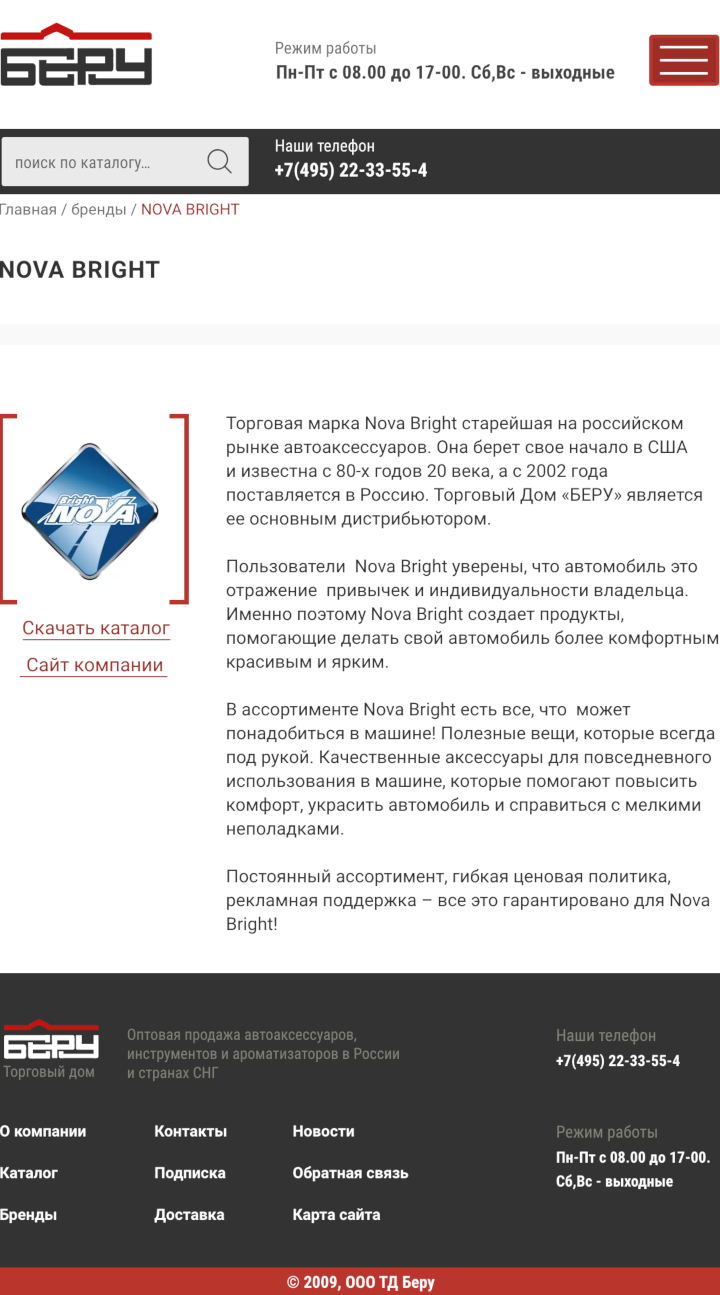 БЕРУ
Режим работы
Пн-Пт с 08.00 до 17-00. Сб,Вс - выходные
поиск по каталогу...
Наши телефон
+7(495) 22-33-55-4
Главная / бренды / NOVA BRIGHT
NOVA BRIGHT
Bright
NOVA
Скачать каталог
Сайт компании
Торговая марка Nova Bright старейшая на российском
рынке автоаксессуаров. Она берет свое начало в США
и известна с 80-х годов 20 века, а с 2002 года
поставляется в Россию. Торговый Дом «БЕРУ» является
ее основным дистрибьютором.
Пользователи  Nova Bright уверены, что автомобиль это
отражение  привычек и индивидуальности владельца.
Именно поэтому Nova Bright создает продукты,
помогающие делать свой автомобиль более комфортным
красивым и ярким.
В ассортименте Nova Bright есть все, что  может
понадобиться в машине! Полезные вещи, которые всегда
под рукой. Качественные аксессуары для повседневного
использования в машине, которые помогают повысить
комфорт, украсить автомобиль и справиться с мелкими
неполадками.
Постоянный ассортимент, гибкая ценовая политика,
рекламная поддержка – все это гарантировано для Nova
Bright!
БЕРУ
Торговый дом
Оптовая продажа автоаксессуаров,
инструментов и ароматизаторов в России
и странах СНГ
Наши телефон
+7(495) 22-33-55-4
О компании
Контакты
Новости
Каталог
Подписка
Обратная связь
Бренды
Доставка
Карта сайта
Режим работы
Пн-Пт с 08.00 до 17-00.
Сб,Вс - выходные
© 2009, ООО ТД Беру